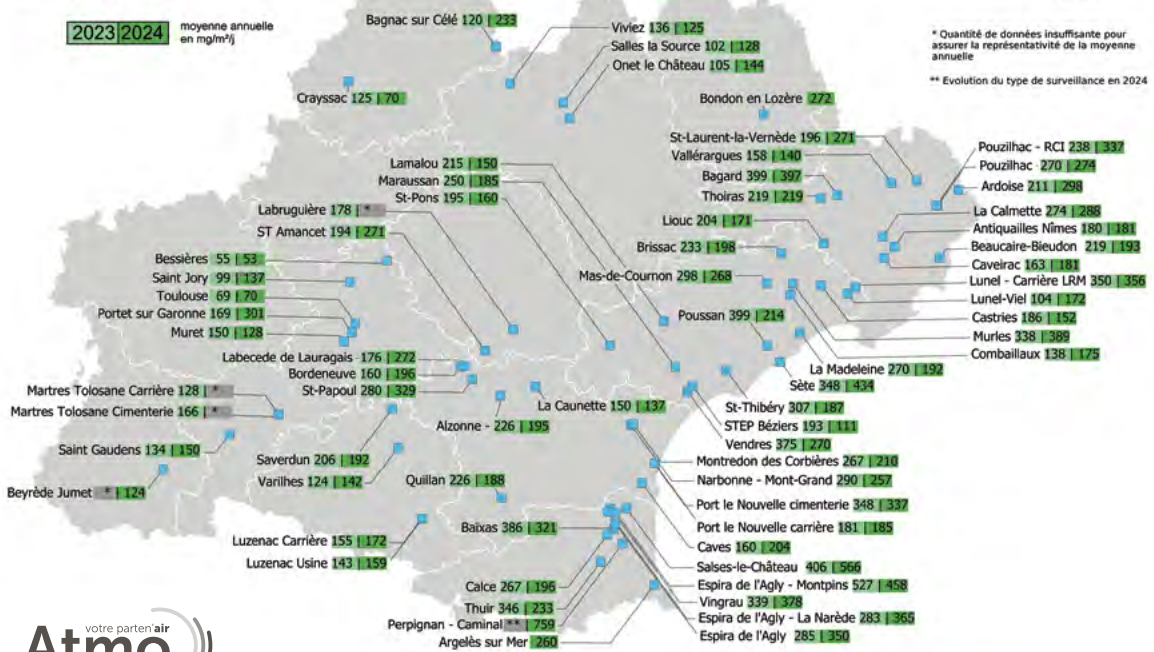 2023 2024 moyenne annuelle
en mg/m²/j
* Quantité de données insuffisante pour
assurer la représentativité de la moyenne
annuelle
** Evolution du type de surveillance en 2024
Bagnac sur Célé 120 | 233
Viviez 136 | 125
Salles la Source 102 | 128
Onet le Château 105 | 144
Crayssac 125 | 70
Bondon en Lozère 272
St-Laurent-la-Vernède 196 | 271
Vallérargues 158 | 140
Bagard 399 | 397
Thoiras 219 | 219
Liouc 204 | 171
Brissac 233 | 198
Mas-de-Cournon 298 | 268
Poussan 399 | 214
Pouzilhac - RCI 238 | 337
Pouzilhac 270 | 274
Ardoise 211 | 298
La Calmette 274 | 288
Antiquailles Nîmes 180 | 181
Beaucaire-Bieudon 219 | 193
Caveirac 163 | 181
Lunel - Carrière LRM 350 | 356
Lunel-Viel 104 | 172
Castries 186 | 152
Murles 338 | 389
Combaillaux 138 | 175
La Madeleine 270 | 192
Sète 348 | 434
Lamalou 215 | 150
Maraussan 250 | 185
St-Pons 195 | 160
Labruguière 178 | *
ST Amancet 194 | 271
Bessières 55 | 53
Saint Jory 99 | 137
Toulouse 69 | 70
Portet sur Garonne 169 | 301
Muret 150 | 128
Labecede de Lauragais 176 | 272
Bordeneuve 160 | 196
St-Papoul 280 | 329
Martres Tolosane Carrière 128 | *
Martres Tolosane Cimenterie 166 | *
Saint Gaudens 134 | 150
Beyrède Jumet * | 124
Saverdun 206 | 192
Varilhes 124 | 142
La Caunette 150 | 137
Alzonne - 226 | 195
Quillan 226 | 188
Luzenac Carrière 155 | 172
Luzenac Usine 143 | 159
St-Thibéry 307 | 187
STEP Béziers 193 | 111
Vendres 375 | 270
Montredon des Corbières 267 | 210
Narbonne - Mont-Grand 290 | 257
Port le Nouvelle cimenterie 348 | 337
Port le Nouvelle carrière 181 | 185
Caves 160 | 204
Salses-le-Château 406 | 566
Espira de l'Agly - Montpins 527 | 458
Vingrau 339 | 378
Espira de l'Agly - La Narède 283 | 365
Espira de l'Agly 285 | 350
Baixas 386 | 321
Calce 267 | 196
Thuir 346 | 233
Perpignan - Caminal ** | 759
Argelès sur Mer 260
votre parten'air
Atmo